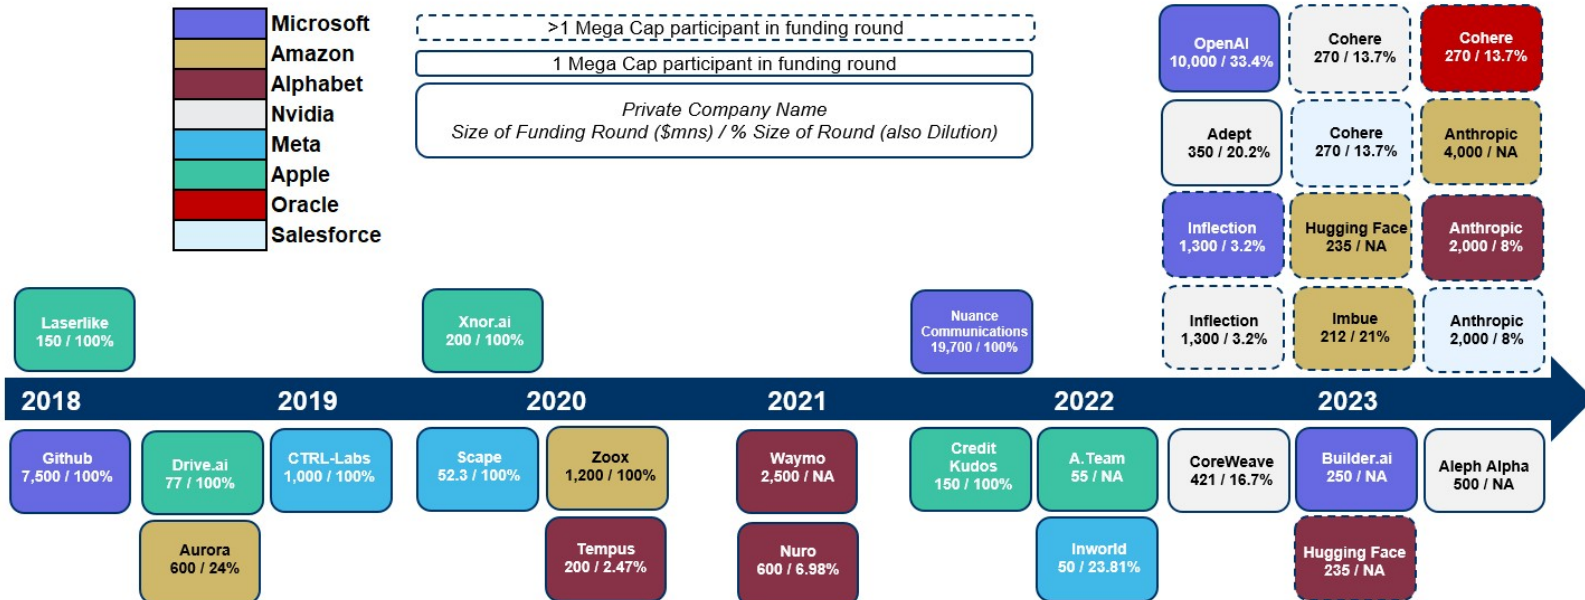 Microsoft
Amazon
Alphabet
Nvidia
Meta
Apple
Oracle
Salesforce
>1 Mega Cap participant in funding round
1 Mega Cap participant in funding round
Private Company Name
Size of Funding Round ($mns) / % Size of Round (also Dilution)
OpenAI
10,000 / 33.4%
Cohere
270 / 13.7%
Cohere
270 / 13.7%
Adept
350 / 20.2%
Cohere
270 / 13.7%
Anthropic
4,000 / NA
Inflection
1,300 / 3.2%
Hugging Face
235 / NA
Anthropic
2,000 / 8%
Laserlike
150 / 100%
Xnor.ai
200 / 100%
Nuance
Communications
19,700 / 100%
Inflection
1,300 / 3.2%
Imbue
212 / 21%
Anthropic
2,000 / 8%
2018
2019
2020
2021
2022
2023
Github
7,500 / 100%
Drive.ai
77 / 100%
CTRL-Labs
1,000 / 100%
Scape
52.3 / 100%
Zoox
1,200 / 100%
Waymo
2,500 / NA
Credit
Kudos
150 / 100%
A.Team
55 / NA
CoreWeave
421 / 16.7%
Builder.ai
250 / NA
Aleph Alpha
500 / NA
Aurora
600 / 24%
Tempus
200 / 2.47%
Nuro
600 / 6.98%
Inworld
50 / 23.81%
Hugging Face
235 / NA